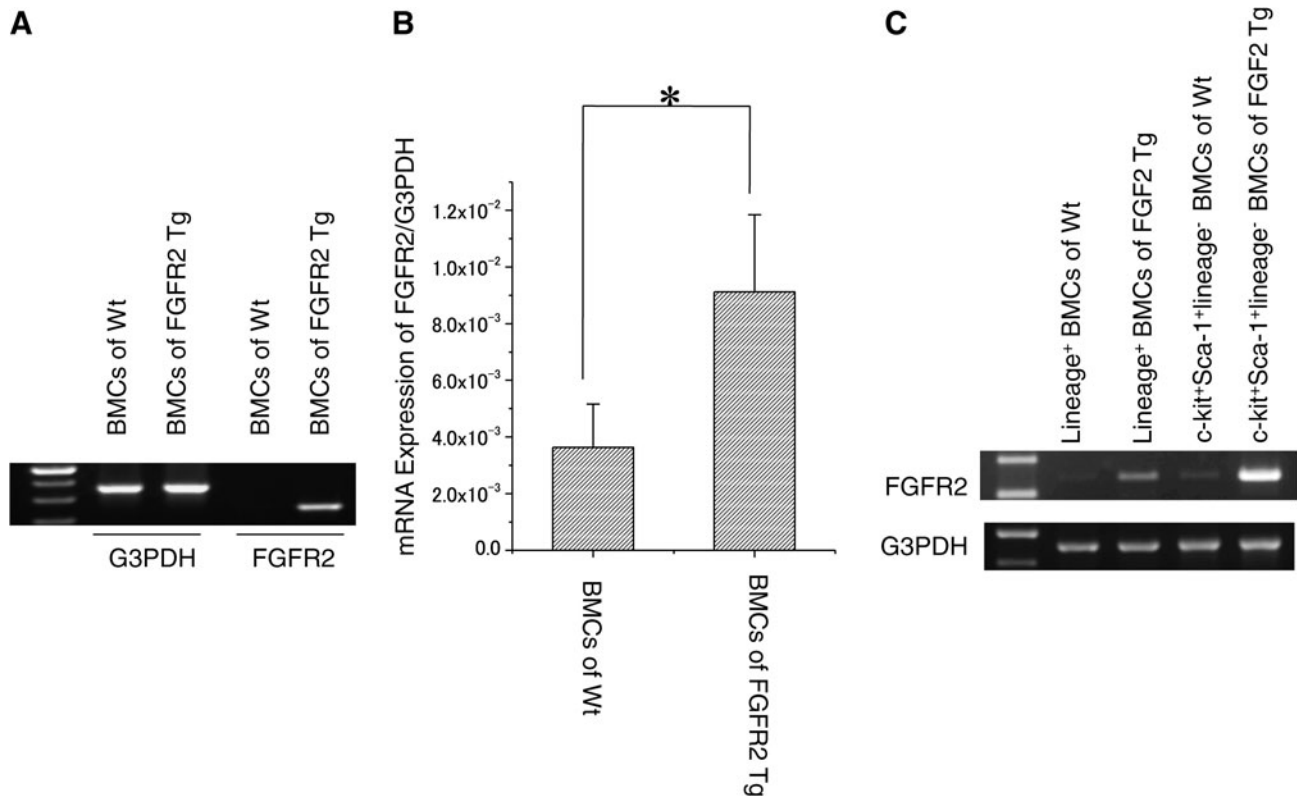 A
BMCs of Wt
BMCs of FGFR2 Tg
BMCs of Wt
BMCs of FGFR2 Tg
G3PDH
FGFR2
B
*
mRNA Expression of FGFR2/G3PDH
1.2x10⁻²
1.0x10⁻²
8.0x10⁻³
6.0x10⁻³
4.0x10⁻³
2.0x10⁻³
0.0
BMCs of Wt
BMCs of FGFR2 Tg
C
Lineage⁺ BMCs of Wt
Lineage⁺ BMCs of FGF2 Tg
c-kit⁺Sca-1⁺lineage⁻ BMCs of Wt
c-kit⁺Sca-1⁺lineage⁻ BMCs of FGF2 Tg
FGFR2
G3PDH